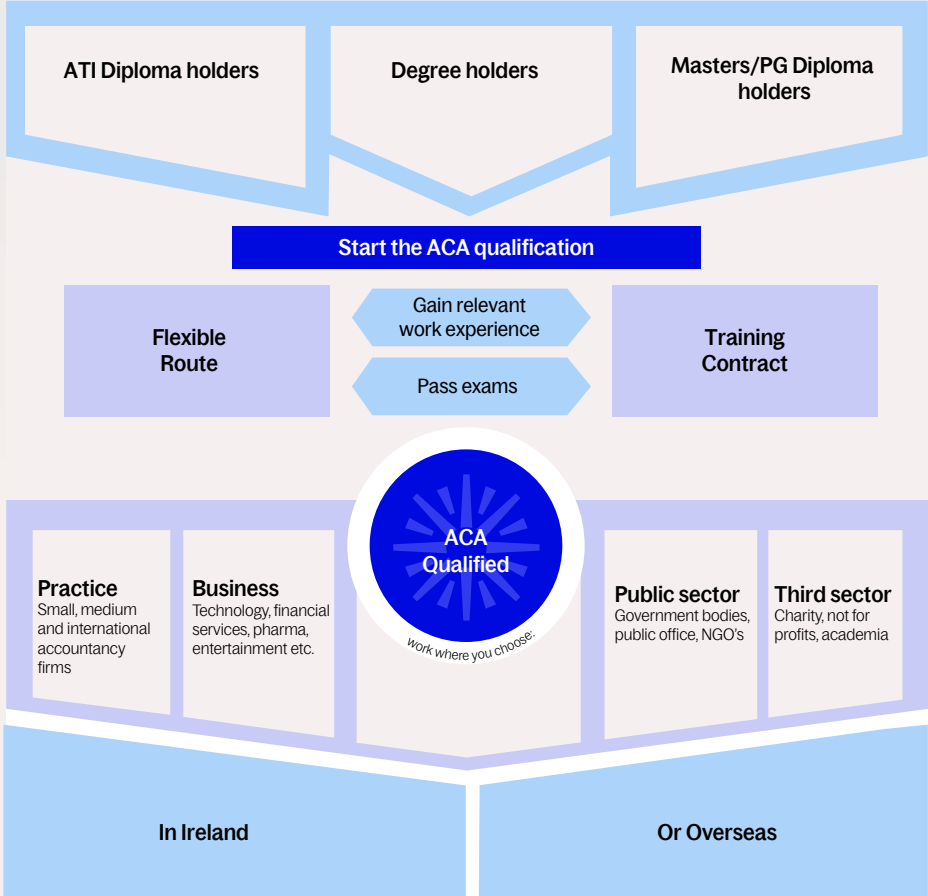 ATI Diploma holders
Degree holders
Masters/PG Diploma
holders
Start the ACA qualification
Flexible
Route
Gain relevant
work experience
Pass exams
Training
Contract
ACA
Qualified
work where you choose:
Practice
Small, medium
and international
accountancy
firms
Business
Technology, financial
services, pharma,
entertainment etc.
Public sector
Government bodies,
public office, NGO's
Third sector
Charity, not for
profits, academia
In Ireland
Or Overseas